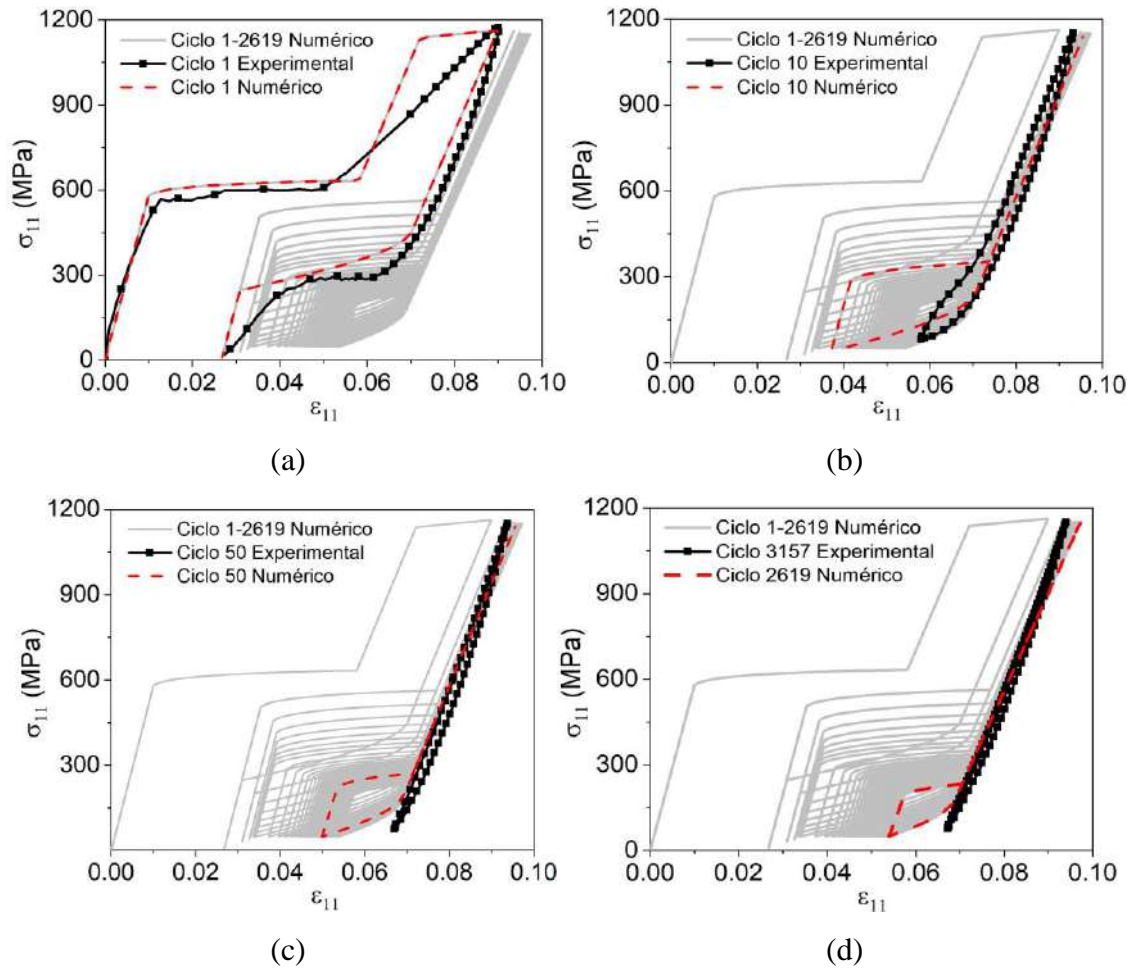 1200
900
600
300
0
σ₁₁ (MPa)
Ciclo 1-2619 Numérico
Ciclo 1 Experimental
Ciclo 1 Numérico
0.00 0.02 0.04 0.06 0.08 0.10
ε₁₁
(a)
1200
900
600
300
0
σ₁₁ (MPa)
Ciclo 1-2619 Numérico
Ciclo 10 Experimental
Ciclo 10 Numérico
0.00 0.02 0.04 0.06 0.08 0.10
ε₁₁
(b)
1200
900
600
300
0
σ₁₁ (MPa)
Ciclo 1-2619 Numérico
Ciclo 50 Experimental
Ciclo 50 Numérico
0.00 0.02 0.04 0.06 0.08 0.10
ε₁₁
(c)
1200
900
600
300
0
σ₁₁ (MPa)
Ciclo 1-2619 Numérico
Ciclo 3157 Experimental
Ciclo 2619 Numérico
0.00 0.02 0.04 0.06 0.08 0.10
ε₁₁
(d)